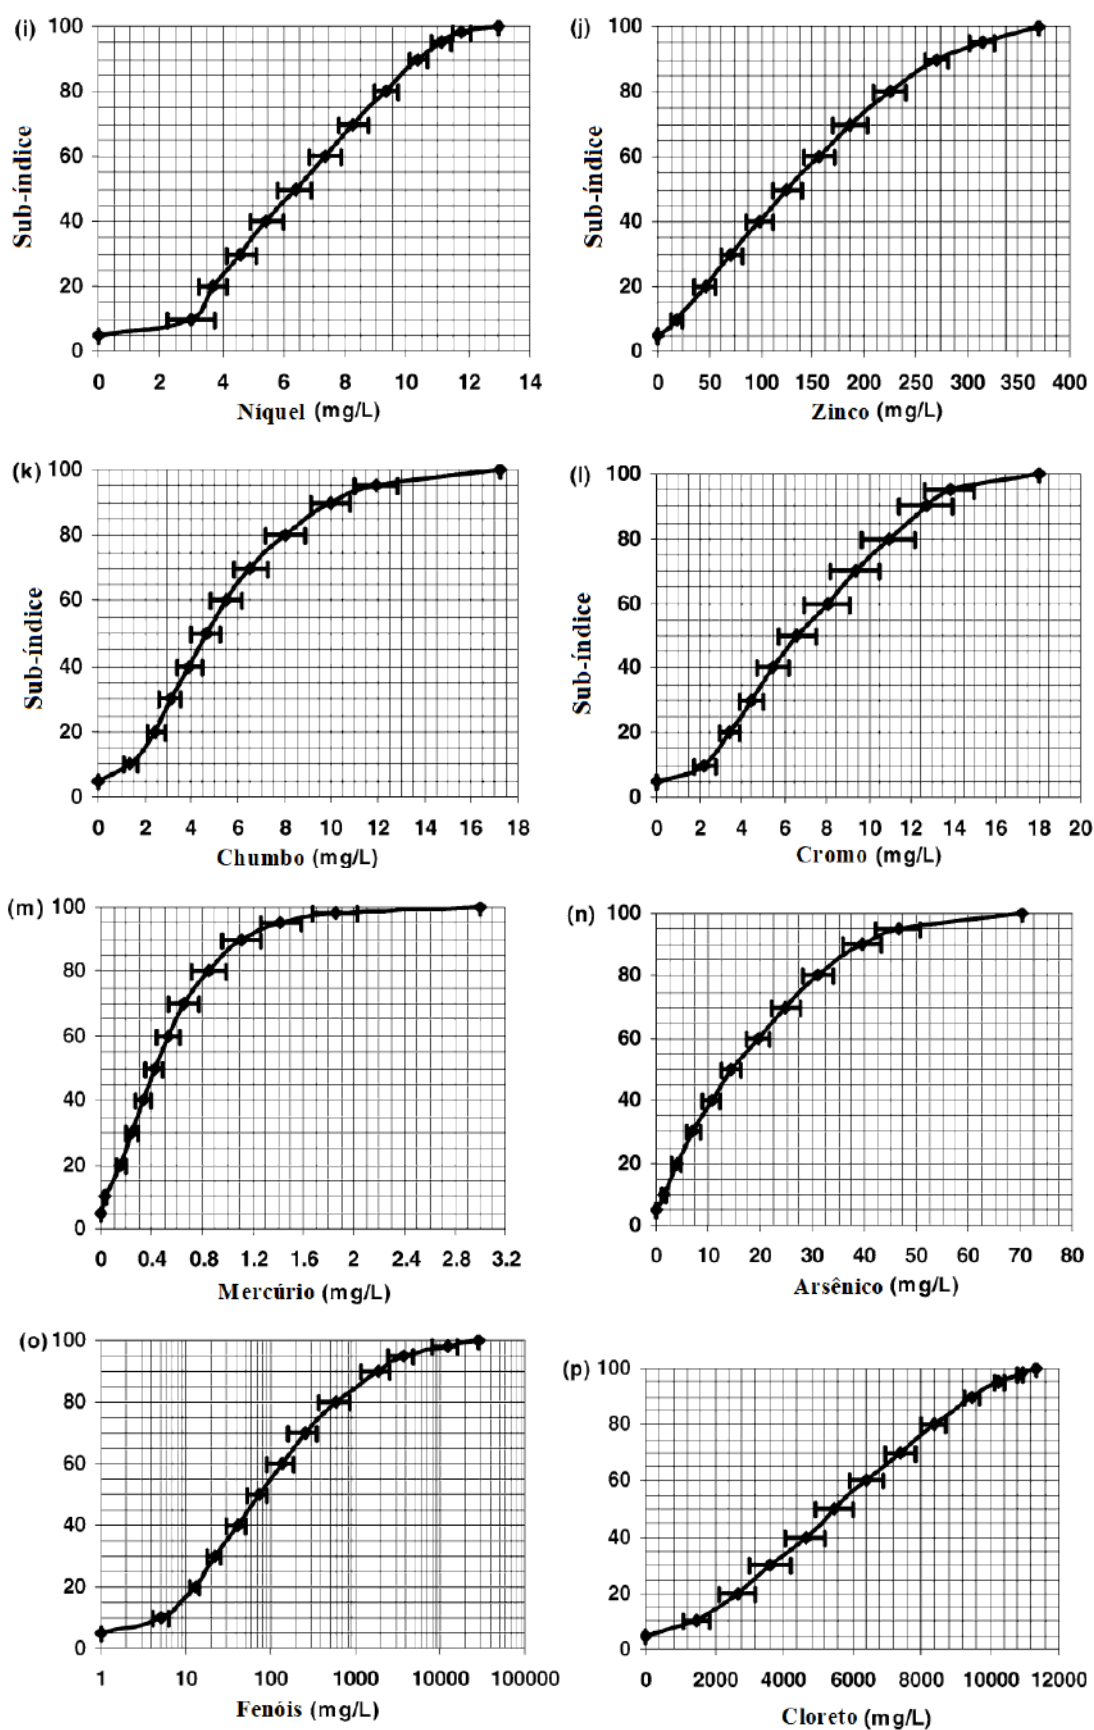 (i)
100
80
60
40
20
0
Sub-índice
0 2 4 6 8 10 12 14
Níquel (mg/L)
(j)
100
80
60
40
20
0
Sub-índice
0 50 100 150 200 250 300 350 400
Zinco (mg/L)
(k)
100
80
60
40
20
0
Sub-índice
0 2 4 6 8 10 12 14 16 18
Chumbo (mg/L)
(l)
100
80
60
40
20
0
Sub-índice
0 2 4 6 8 10 12 14 16 18 20
Cromo (mg/L)
(m)
100
80
60
40
20
0
0 0.4 0.8 1.2 1.6 2.0 2.4 2.8 3.2
Mercúrio (mg/L)
(n)
100
80
60
40
20
0
0 10 20 30 40 50 60 70 80
Arsênico (mg/L)
(o)
100
80
60
40
20
0
1 10 100 1000 10000 100000
Fenóis (mg/L)
(p)
100
80
60
40
20
0
0 2000 4000 6000 8000 10000 12000
Cloreto (mg/L)